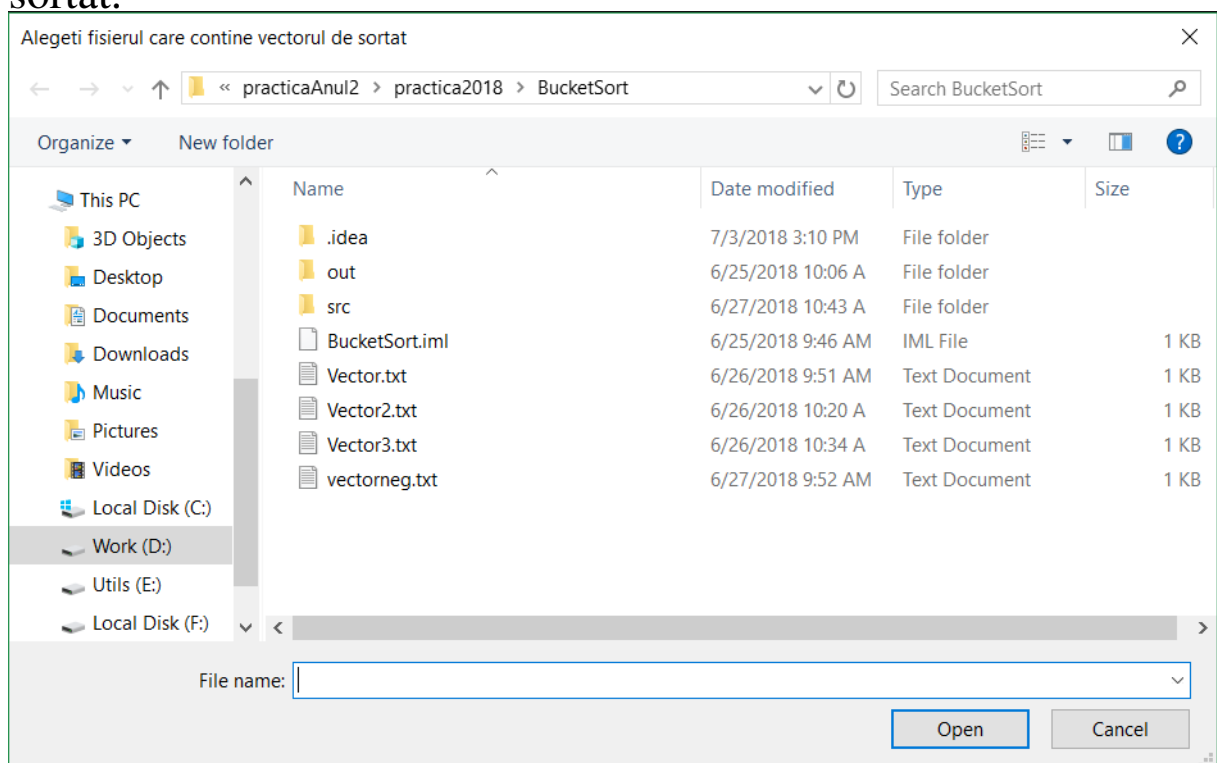 sortat.
Alegeti fisierul care contine vectorul de sortat
« practicaAnul2 > practica2018 > BucketSort
Search BucketSort
Organize
New folder
?
Name Date modified Type Size
This PC
3D Objects
Desktop
Documents
Downloads
Music
Pictures
Videos
Local Disk (C:)
Work (D:)
Utils (E:)
Local Disk (F:)
.idea 7/3/2018 3:10 PM File folder
out 6/25/2018 10:06 A File folder
src 6/27/2018 10:43 A File folder
BucketSort.iml 6/25/2018 9:46 AM IML File 1 KB
Vector.txt 6/26/2018 9:51 AM Text Document 1 KB
Vector2.txt 6/26/2018 10:20 A Text Document 1 KB
Vector3.txt 6/26/2018 10:34 A Text Document 1 KB
vectorneg.txt 6/27/2018 9:52 AM Text Document 1 KB
File name:
Open Cancel